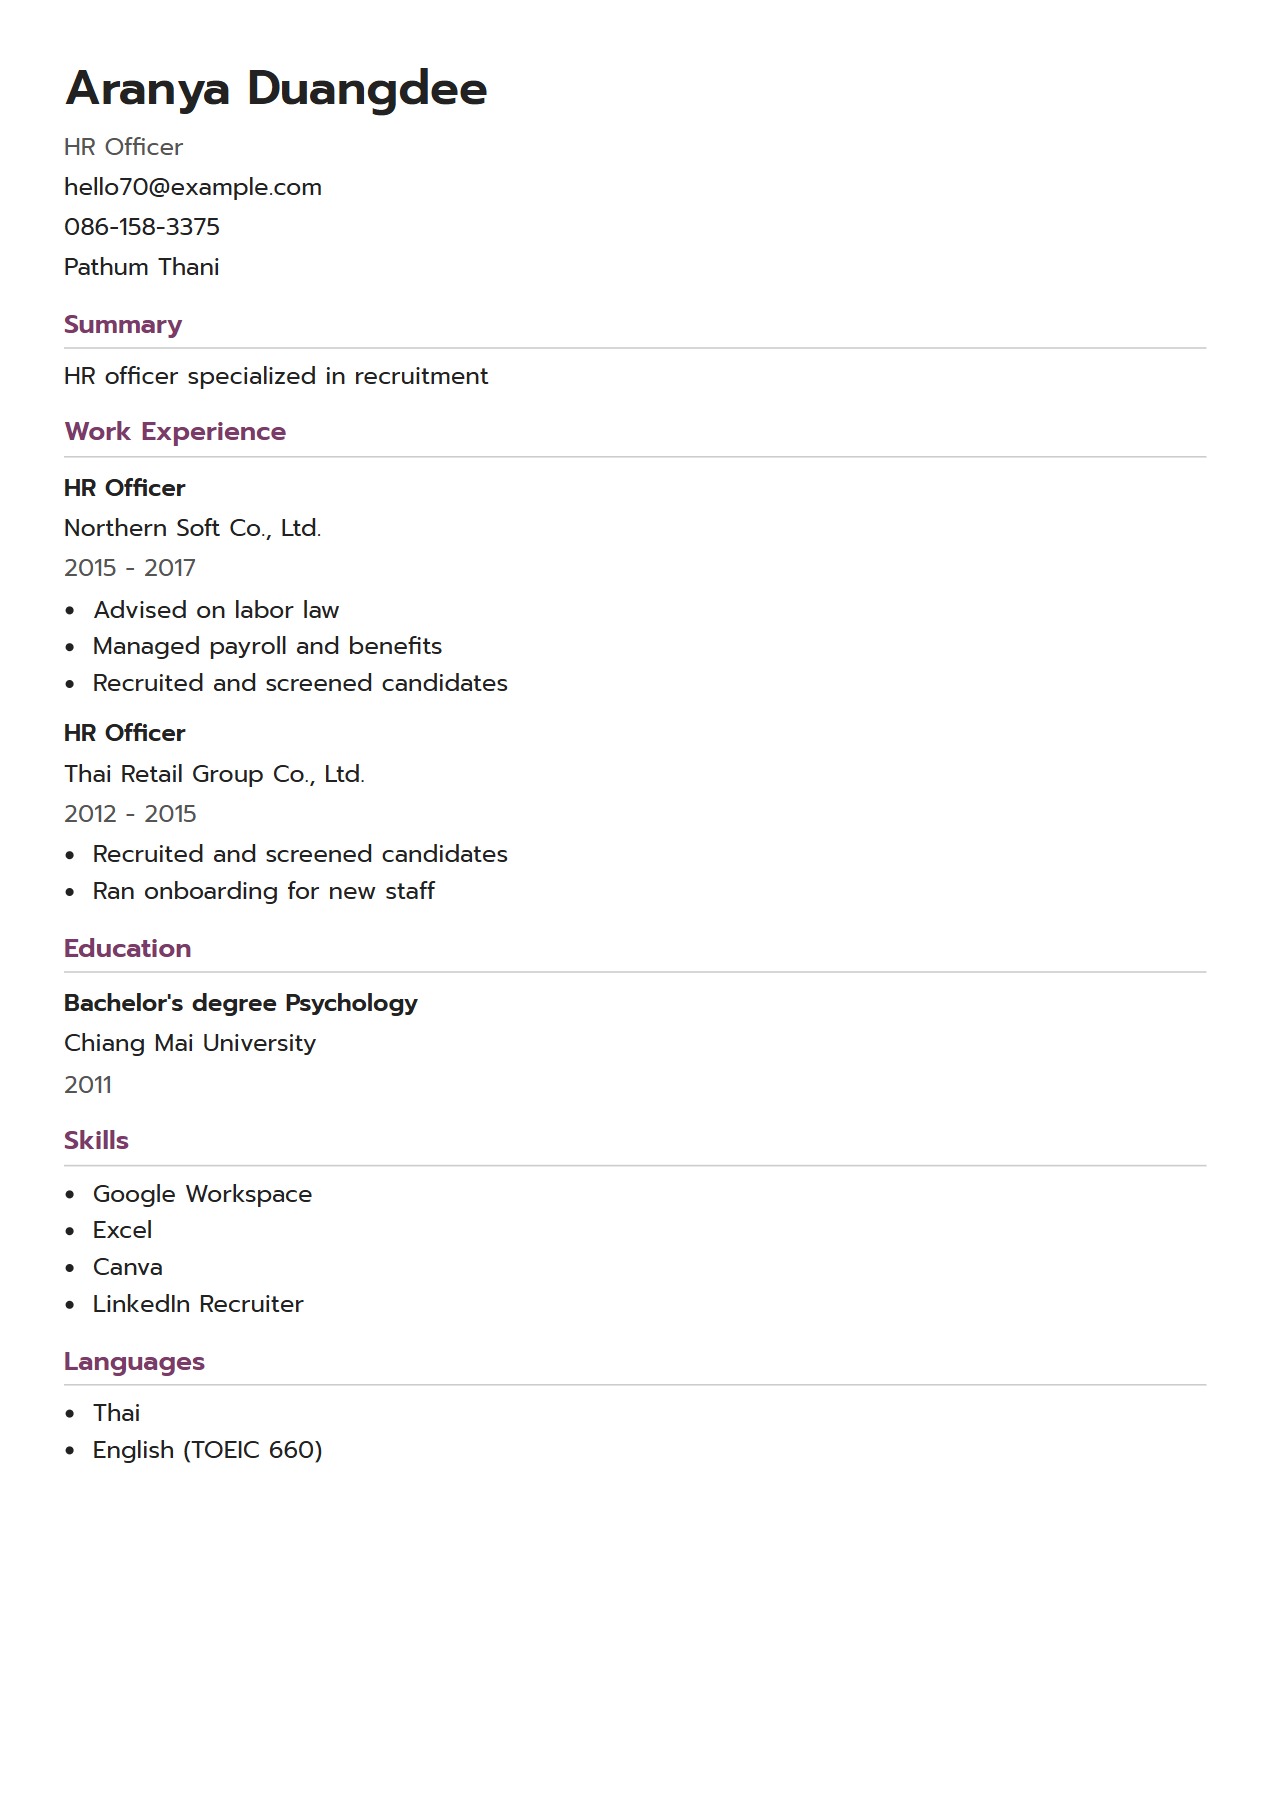 Aranya Duangdee
HR Officer
hello70@example.com
086-158-3375
Pathum Thani
Summary
HR officer specialized in recruitment
Work Experience
HR Officer
Northern Soft Co., Ltd.
2015 - 2017
• Advised on labor law
• Managed payroll and benefits
• Recruited and screened candidates
HR Officer
Thai Retail Group Co., Ltd.
2012 - 2015
• Recruited and screened candidates
• Ran onboarding for new staff
Education
Bachelor's degree Psychology
Chiang Mai University
2011
Skills
• Google Workspace
• Excel
• Canva
• LinkedIn Recruiter
Languages
• Thai
• English (TOEIC 660)